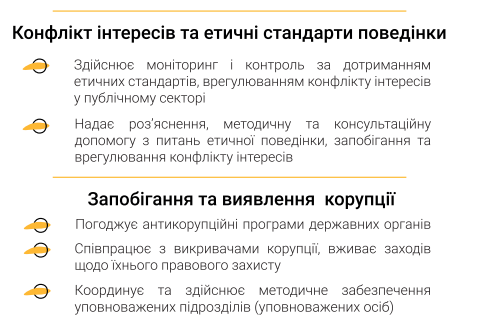 Конфлікт інтересів та етичні стандарти поведінки
Здійснює моніторинг і контроль за дотриманням
етичних стандартів, врегулюванням конфлікту інтересів
у публічному секторі
Надає роз’яснення, методичну та консультаційну
допомогу з питань етичної поведінки, запобігання та
врегулювання конфлікту інтересів
Запобігання та виявлення корупції
Погоджує антикорупційні програми державних органів
Співпрацює з викривачами корупції, вживає заходів
щодо їхнього правового захисту
Координує та здійснює методичне забезпечення
уповноважених підрозділів (уповноважених осіб)